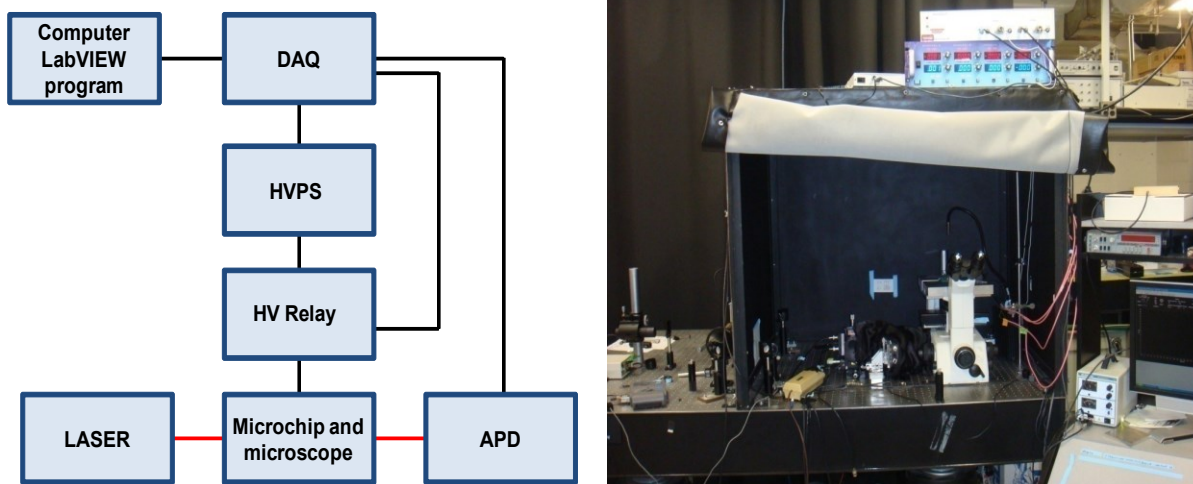 Computer
LabVIEW
program
DAQ
HVPS
HV Relay
LASER
Microchip and
microscope
APD